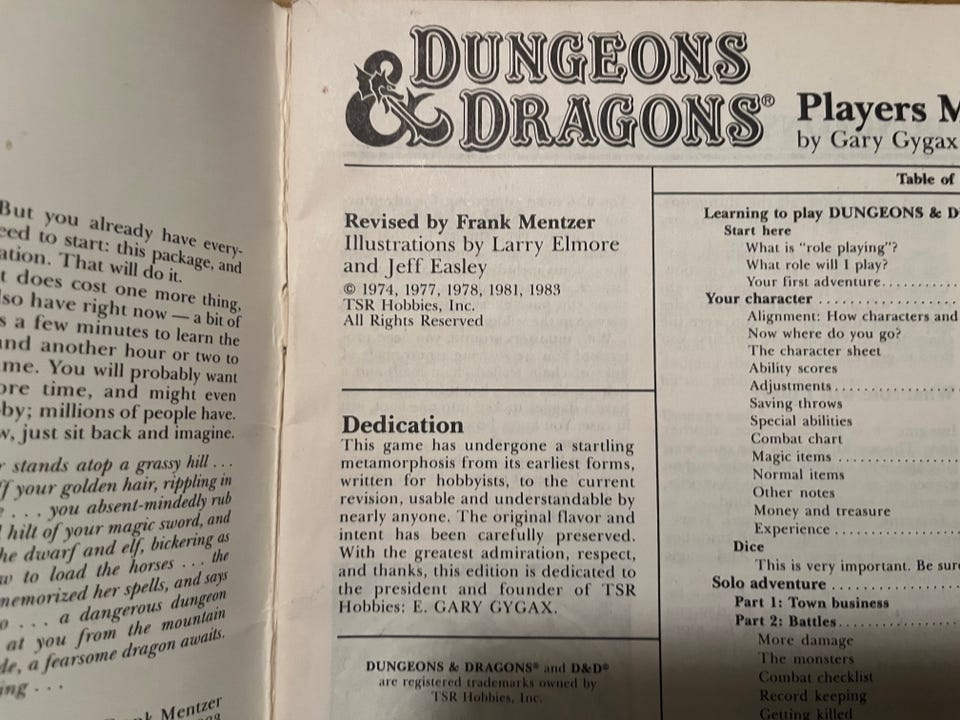 But you already have every-
to start: this package, and
That will do it.
does cost one more thing,
have right now — a bit of
a few minutes to learn the
and another hour or two to
You will probably want
time, and might even
millions of people have.
just sit back and imagine.
stands atop a grassy hill . . .
your golden hair, rippling in
. . . you absent-mindedly rub
hilt of your magic sword, and
dwarf and elf, bickering as
to load the horses . . . the
memorized her spells, and says
. . . a dangerous dungeon
at you from the mountain
a fearsome dragon awaits.
. . .
Mentzer
DUNGEONS
& DRAGONS®
Players
by Gary Gygax
Revised by Frank Mentzer
Illustrations by Larry Elmore
and Jeff Easley
© 1974, 1977, 1978, 1981, 1983
TSR Hobbies, Inc.
All Rights Reserved
Dedication
This game has undergone a startling
metamorphosis from its earliest forms,
written for hobbyists, to the current
revision, usable and understandable by
nearly anyone. The original flavor and
intent has been carefully preserved.
With the greatest admiration, respect,
and thanks, this edition is dedicated to
the president and founder of TSR
Hobbies: E. GARY GYGAX.
DUNGEONS & DRAGONS® and D&D®
are registered trademarks owned by
TSR Hobbies, Inc.
Table of
Learning to play DUNGEONS & D
Start here
What is “role playing”?
What role will I play?
Your first adventure
Your character
Alignment: How characters and
Now where do you go?
The character sheet
Ability scores
Adjustments
Saving throws
Special abilities
Combat chart
Magic items
Normal items
Other notes
Money and treasure
Experience
Dice
This is very important. Be sure
Solo adventure
Part 1: Town business
Part 2: Battles
More damage
The monsters
Combat checklist
Record keeping
Getting killed